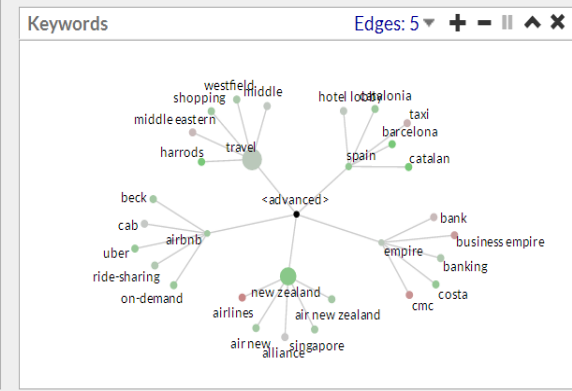 Keywords
Edges: 5
westfield
middle
shopping
hotel lobby
catalonia
middle eastern
taxi
travel
barcelona
harrods
spain
catalan
<advanced>
beck
cab
bank
airbnb
business empire
uber
empire
banking
ride-sharing
on-demand
new zealand
costa
cmc
airlines
air new zealand
air new
singapore
alliance